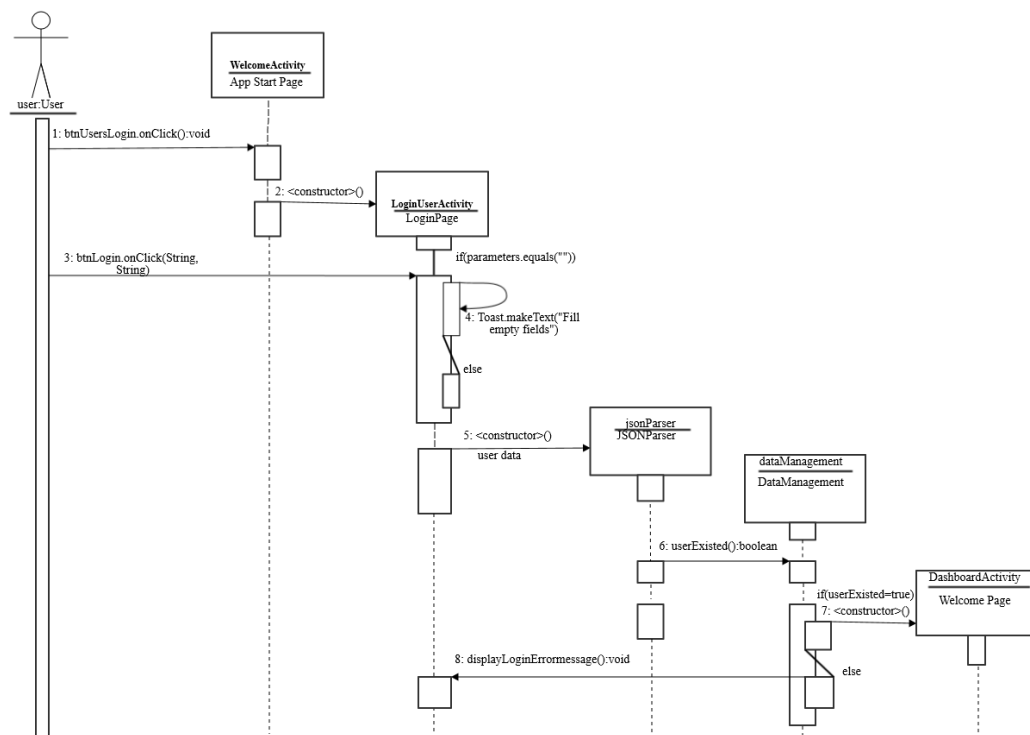 user:User
WelcomeActivity
App Start Page
1: btnUsersLogin.onClick():void
2: <constructor>()
LoginUserActivity
LoginPage
3: btnLogin.onClick(String,
String)
if(parameters.equals(""))
4: Toast.makeText("Fill
empty fields")
else
5: <constructor>()
user data
jsonParser
JSONParser
dataManagement
DataManagement
6: userExisted():boolean
DashboardActivity
Welcome Page
if(userExisted=true)
7: <constructor>()
8: displayLoginErrormessage():void
else